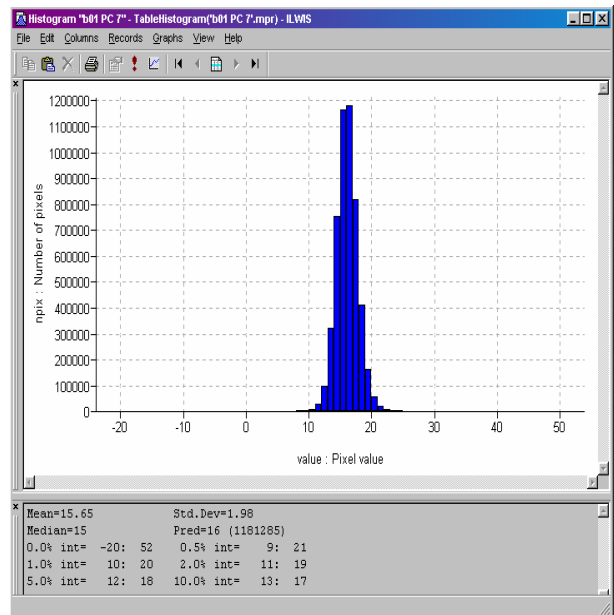 Histogram "b01 PC 7" - TableHistogram('b01 PC 7'.mpr) - ILWIS
File Edit Columns Records Graphs View Help
1200000
1100000
1000000
900000
800000
700000
600000
500000
400000
300000
200000
100000
0
npix : Number of pixels
-20 -10 0 10 20 30 40 50
value : Pixel value
Mean=15.65 Std.Dev=1.98
Median=15 Pred=16 (1181285)
0.0% int= -20: 52 0.5% int= 9: 21
1.0% int= 10: 20 2.0% int= 11: 19
5.0% int= 12: 18 10.0% int= 13: 17